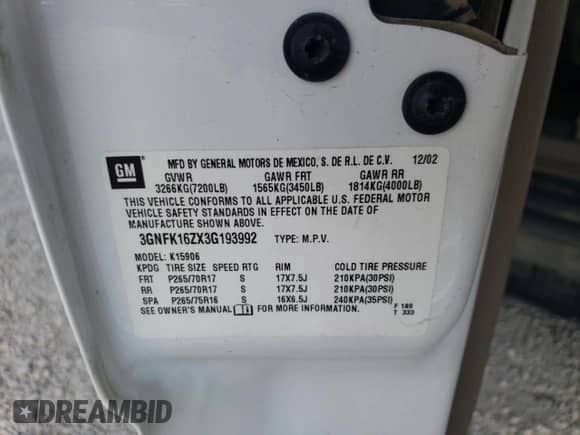 GM
MFD BY GENERAL MOTORS DE MEXICO, S. DE R.L. DE C.V. 12/02
GVWR GAWR FRT GAWR RR
3266KG(7200LB) 1565KG(3450LB) 1814KG(4000LB)
THIS VEHICLE CONFORMS TO ALL APPLICABLE U.S. FEDERAL MOTOR
VEHICLE SAFETY STANDARDS IN EFFECT ON THE DATE OF
MANUFACTURE SHOWN ABOVE.
3GNFK16ZX3G193992 TYPE: M.P.V.
MODEL: K15906
KPDG TIRE SIZE SPEED RTG RIM COLD TIRE PRESSURE
FRT P265/70R17 S 17X7.5J 210KPA(30PSI)
RR P265/70R17 S 17X7.5J 210KPA(30PSI)
SPA P265/75R16 S 16X6.5J 240KPA(35PSI)
SEE OWNER'S MANUAL FOR MORE INFORMATION.
F 189
T 333
DREAMBID